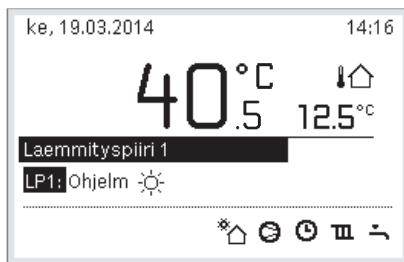 ke, 19.03.2014 14:16
40.5 °C
12.5°C
Laemmityspiiri 1
LP1: Ohjelm